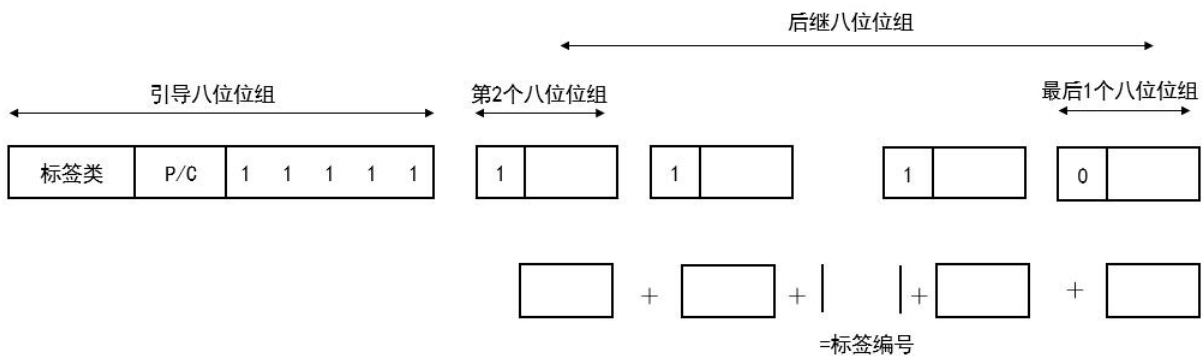 后继八位位组
引导八位位组
第2个八位位组
最后1个八位位组
标签类 P/C 1 1 1 1 1 1 1 1 0
+ + + +
=标签编号